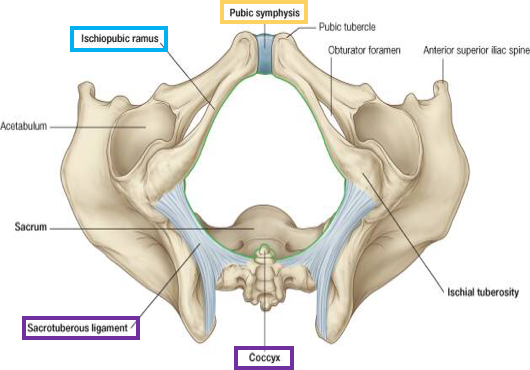 Pubic symphysis
Pubic tubercle
Ischiopubic ramus
Obturator foramen
Anterior superior iliac spine
Acetabulum
Sacrum
Ischial tuberosity
Sacrotuberous ligament
Coccyx